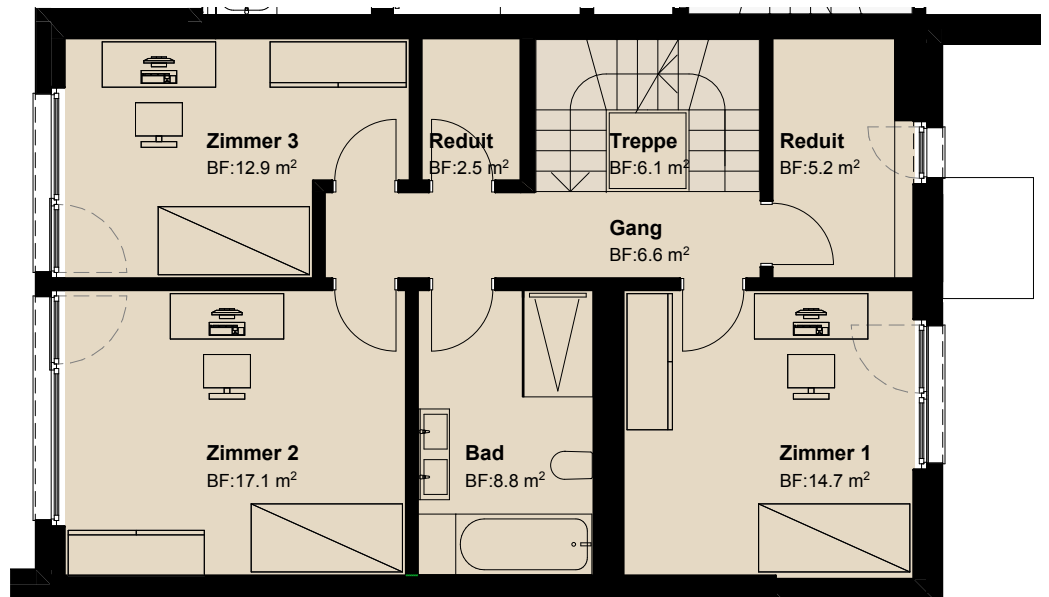 Zimmer 3
BF:12.9 m²
Reduit
BF:2.5 m²
Treppe
BF:6.1 m²
Reduit
BF:5.2 m²
Gang
BF:6.6 m²
Zimmer 2
BF:17.1 m²
Bad
BF:8.8 m²
Zimmer 1
BF:14.7 m²